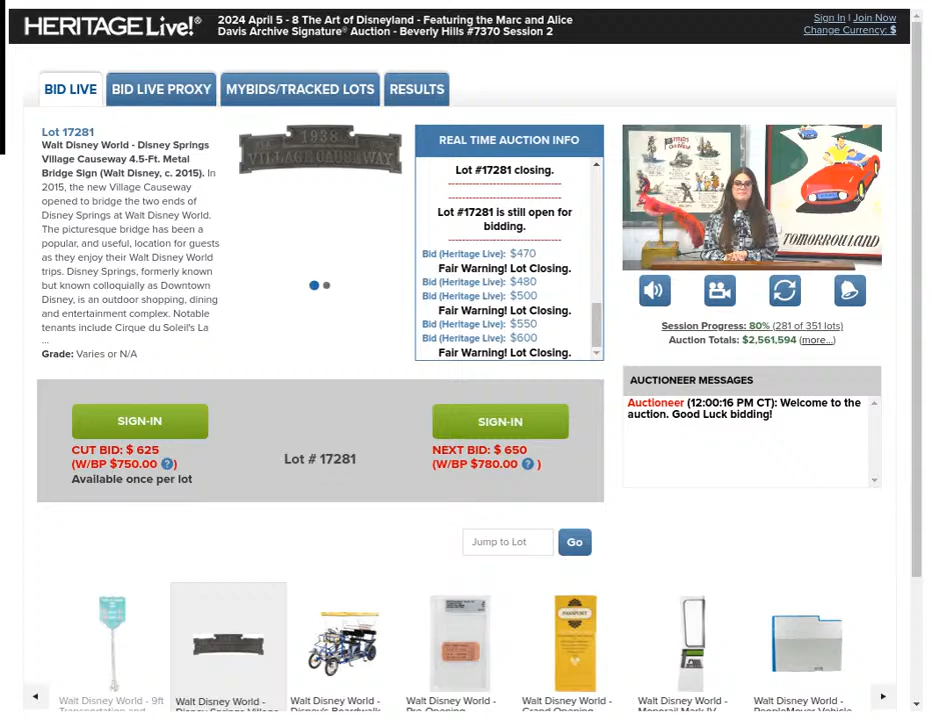 HERITAGE Live!®
2024 April 5 - 8 The Art of Disneyland - Featuring the Marc and Alice
Davis Archive Signature® Auction - Beverly Hills #7370 Session 2
Sign In | Join Now
Change Currency: $
BID LIVE
BID LIVE PROXY
MYBIDS/TRACKED LOTS
RESULTS
Lot 17281
Walt Disney World - Disney Springs
Village Causeway 4.5-Ft. Metal
Bridge Sign (Walt Disney, c. 2015). In
2015, the new Village Causeway
opened to bridge the two ends of
Disney Springs at Walt Disney World.
The picturesque bridge has been a
popular, and useful, location for guests
as they enjoy their Walt Disney World
trips. Disney Springs, formerly known
but known colloquially as Downtown
Disney, is an outdoor shopping, dining
and entertainment complex. Notable
tenants include Cirque du Soleil's La
...
Grade: Varies or N/A
1938
VILLAGE CAUSEWAY
REAL TIME AUCTION INFO
Lot #17281 closing.
Lot #17281 is still open for
bidding.
Bid (Heritage Live): $470
Fair Warning! Lot Closing.
Bid (Heritage Live): $480
Bid (Heritage Live): $500
Fair Warning! Lot Closing.
Bid (Heritage Live): $550
Bid (Heritage Live): $600
Fair Warning! Lot Closing.
TOMORROWLAND
Session Progress: 80% (281 of 351 lots)
Auction Totals: $2,561,594 (more...)
AUCTIONEER MESSAGES
Auctioneer (12:00:16 PM CT): Welcome to the
auction. Good Luck bidding!
SIGN-IN
CUT BID: $ 625
(W/BP $750.00 ? )
Available once per lot
Lot # 17281
SIGN-IN
NEXT BID: $ 650
(W/BP $780.00 ? )
Jump to Lot
Go
Walt Disney World - 9ft
Transportation and
Walt Disney World -
Disney Springs Village
Walt Disney World -
Disney's Boardwalk
Walt Disney World -
Pre-Opening
Walt Disney World -
Grand Opening
Walt Disney World -
Monorail Mark IV
Walt Disney World -
PeopleMover Vehicle